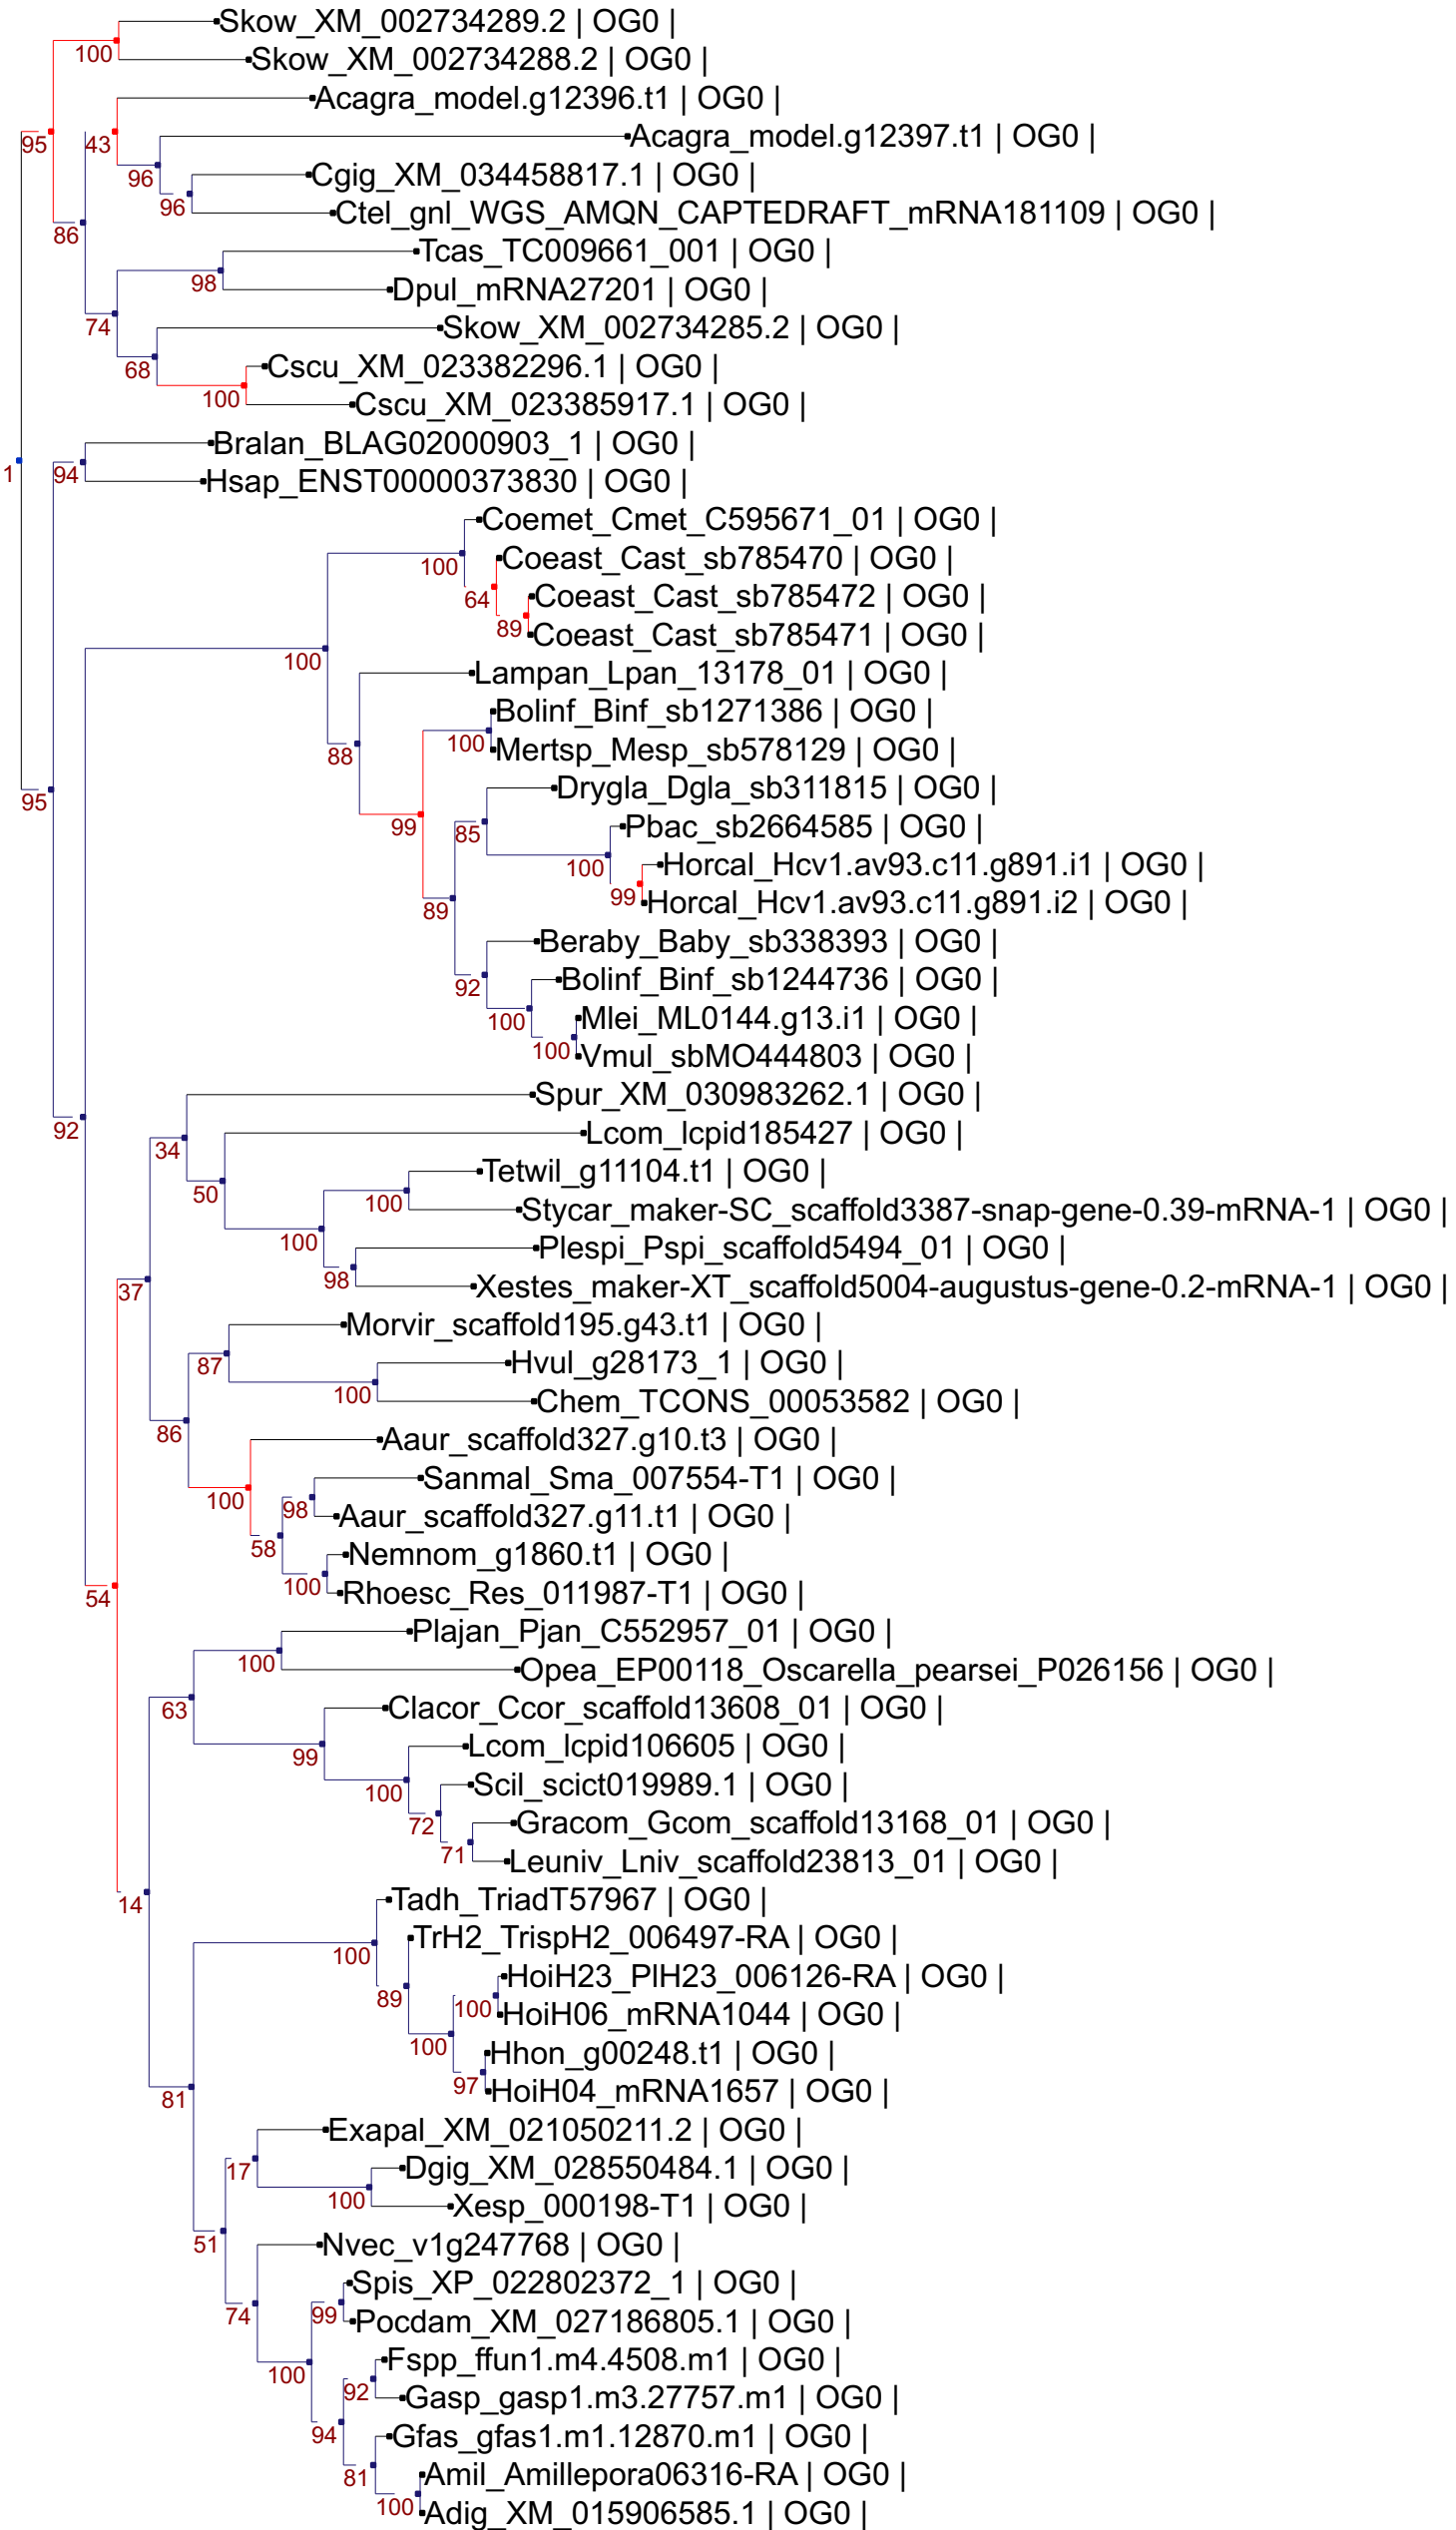 Skow_XM_002734289.2 | OG0 |
100
Skow_XM_002734288.2 | OG0 |
Acagra_model.g12396.t1 | OG0 |
95
43
Acagra_model.g12397.t1 | OG0 |
96
Cgig_XM_034458817.1 | OG0 |
96
Ctel_gnl_WGS_AMQN_CAPTEDRAFT_mRNA181109 | OG0 |
86
Tcas_TC009661_001 | OG0 |
98
Dpul_mRNA27201 | OG0 |
74
Skow_XM_002734285.2 | OG0 |
68
Cscu_XM_023382296.1 | OG0 |
100
Cscu_XM_023385917.1 | OG0 |
Bralan_BLAG02000903_1 | OG0 |
1
94
Hsap_ENST00000373830 | OG0 |
Coemet_Cmet_C595671_01 | OG0 |
100
Coeast_Cast_sb785470 | OG0 |
64
Coeast_Cast_sb785472 | OG0 |
89
Coeast_Cast_sb785471 | OG0 |
100
Lampan_Lpan_13178_01 | OG0 |
Bolinf_Binf_sb1271386 | OG0 |
100
Mertsp_Mesp_sb578129 | OG0 |
88
95
Drygla_Dgla_sb311815 | OG0 |
99
85
Pbac_sb2664585 | OG0 |
100
Horcal_Hcv1.av93.c11.g891.i1 | OG0 |
99
Horcal_Hcv1.av93.c11.g891.i2 | OG0 |
89
Beraby_Baby_sb338393 | OG0 |
92
Bolinf_Binf_sb1244736 | OG0 |
100
Mlei_ML0144.g13.i1 | OG0 |
100
Vmul_sbMO444803 | OG0 |
Spur_XM_030983262.1 | OG0 |
92
Lcom_lcpid185427 | OG0 |
34
Tetwil_g11104.t1 | OG0 |
50
100
Stycar_maker-SC_scaffold3387-snap-gene-0.39-mRNA-1 | OG0 |
100
Plespi_Pspi_scaffold5494_01 | OG0 |
98
Xestes_maker-XT_scaffold5004-augustus-gene-0.2-mRNA-1 | OG0 |
37
Morvir_scaffold195.g43.t1 | OG0 |
87
Hvul_g28173_1 | OG0 |
100
Chem_TCONS_00053582 | OG0 |
86
Aaur_scaffold327.g10.t3 | OG0 |
Sanmal_Sma_007554-T1 | OG0 |
100
98
Aaur_scaffold327.g11.t1 | OG0 |
58
Nemnom_g1860.t1 | OG0 |
100
Rhoesc_Res_011987-T1 | OG0 |
54
Plajan_Pjan_C552957_01 | OG0 |
100
Opea_EP00118_Oscarella_pearsei_P026156 | OG0 |
63
Clacor_Ccor_scaffold13608_01 | OG0 |
99
Lcom_lcpid106605 | OG0 |
100
Scil_scict019989.1 | OG0 |
72
Gracom_Gcom_scaffold13168_01 | OG0 |
71
Leuniv_Lniv_scaffold23813_01 | OG0 |
14
Tadh_TriadT57967 | OG0 |
100
TrH2_TrispH2_006497-RA | OG0 |
89
HoiH23_PlH23_006126-RA | OG0 |
100
HoiH06_mRNA1044 | OG0 |
100
Hhon_g00248.t1 | OG0 |
97
HoiH04_mRNA1657 | OG0 |
81
Exapal_XM_021050211.2 | OG0 |
17
Dgig_XM_028550484.1 | OG0 |
100
Xesp_000198-T1 | OG0 |
51
Nvec_v1g247768 | OG0 |
Spis_XP_022802372_1 | OG0 |
74
99
Pocdam_XM_027186805.1 | OG0 |
100
Fspp_ffun1.m4.4508.m1 | OG0 |
92
Gasp_gasp1.m3.27757.m1 | OG0 |
94
Gfas_gfas1.m1.12870.m1 | OG0 |
81
Amil_Amillepora06316-RA | OG0 |
100
Adig_XM_015906585.1 | OG0 |